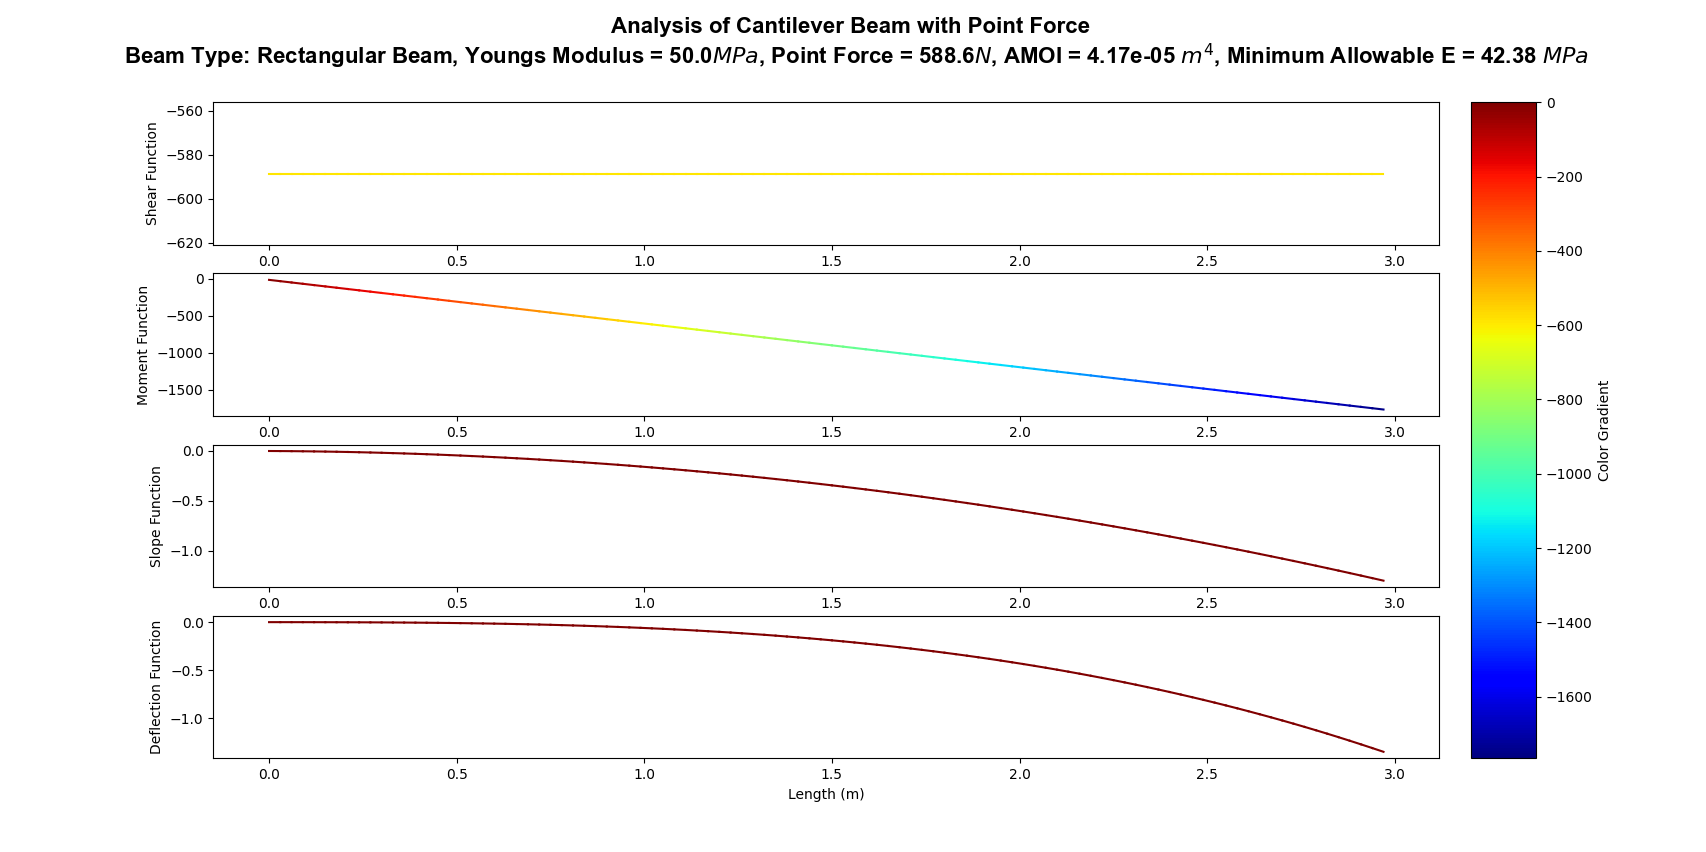 Analysis of Cantilever Beam with Point Force
Beam Type: Rectangular Beam, Youngs Modulus = 50.0MPa, Point Force = 588.6N, AMOI = 4.17e-05 m⁴, Minimum Allowable E = 42.38 MPa
Shear Function
−560
−580
−600
−620
0.0 0.5 1.0 1.5 2.0 2.5 3.0
Moment Function
0
−500
−1000
−1500
0.0 0.5 1.0 1.5 2.0 2.5 3.0
Slope Function
0.0
−0.5
−1.0
0.0 0.5 1.0 1.5 2.0 2.5 3.0
Deflection Function
0.0
−0.5
−1.0
0.0 0.5 1.0 1.5 2.0 2.5 3.0
Length (m)
0
−200
−400
−600
−800
−1000
−1200
−1400
−1600
Color Gradient